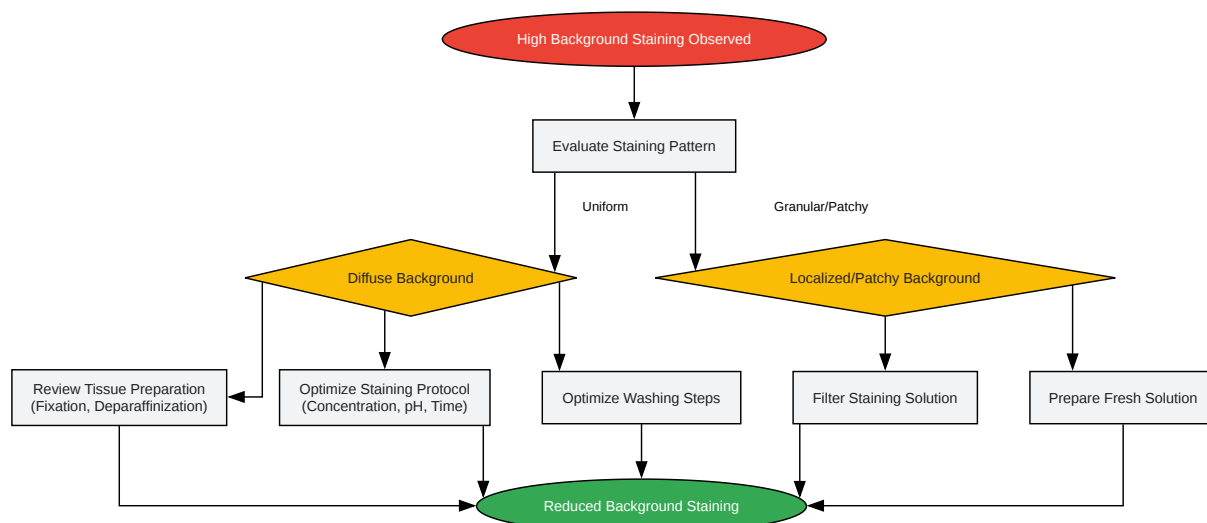 High Background Staining Observed
Evaluate Staining Pattern
Uniform
Granular/Patchy
Diffuse Background
Localized/Patchy Background
Review Tissue Preparation
(Fixation, Deparaffinization)
Optimize Staining Protocol
(Concentration, pH, Time)
Optimize Washing Steps
Filter Staining Solution
Prepare Fresh Solution
Reduced Background Staining